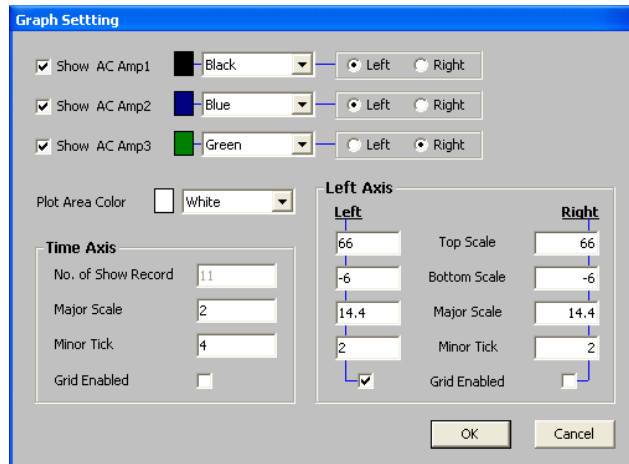 Graph Settting
Show AC Amp1 Black Left Right
Show AC Amp2 Blue Left Right
Show AC Amp3 Green Left Right
Plot Area Color White
Time Axis
No. of Show Record 11
Major Scale 2
Minor Tick 4
Grid Enabled
Left Axis
Left Right
66 Top Scale 66
-6 Bottom Scale -6
14.4 Major Scale 14.4
2 Minor Tick 2
Grid Enabled
OK Cancel